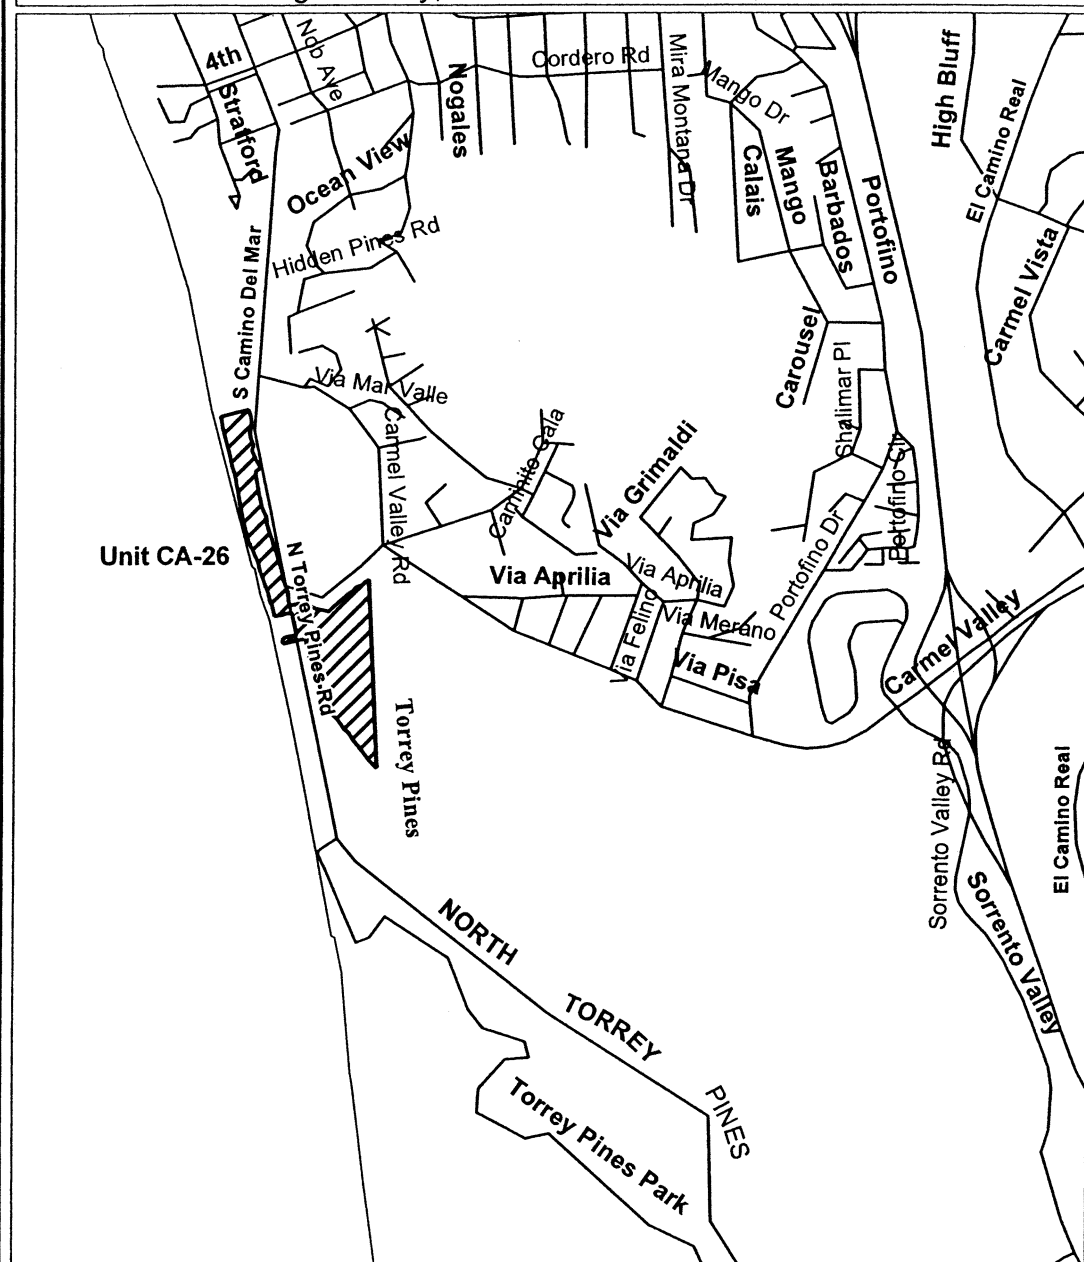 4th
Nob Ave
Strafford
Nogales
Cordero Rd
Mira Montana Dr
Mango Dr
High Bluff
El Camino Real
Ocean View
Calais
Mango
Barbados
Portofino
Hidden Pines Rd
Carmel Vista
S Camino Del Mar
Via Mar Valle
Carousel
Shalimar Pl
Carmel Valley Rd
Caminito Gala
Via Grimaldi
Portofino Cir
Portofino Dr
Unit CA-26
N Torrey Pines Rd
Via Aprilia
Via Aprilia
Via Felino
Via Merano
Via Pisa
Carmel Valley
Torrey Pines
Sorrento Valley Rd
El Camino Real
Sorrento Valley
NORTH
TORREY
PINES
Torrey Pines Park